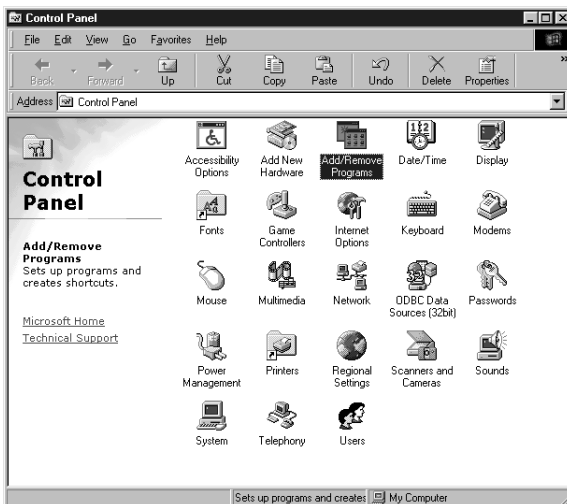 Control Panel
File Edit View Go Favorites Help
Back Forward Up Cut Copy Paste Undo Delete Properties »
Address Control Panel
Control
Panel
Add/Remove
Programs
Sets up programs and
creates shortcuts.
Microsoft Home
Technical Support
Accessibility
Options
Add New
Hardware
Add/Remove
Programs
Date/Time
Display
Fonts
Game
Controllers
Internet
Options
Keyboard
Modems
Mouse
Multimedia
Network
ODBC Data
Sources (32bit)
Passwords
Power
Management
Printers
Regional
Settings
Scanners and
Cameras
Sounds
System
Telephony
Users
Sets up programs and creates My Computer